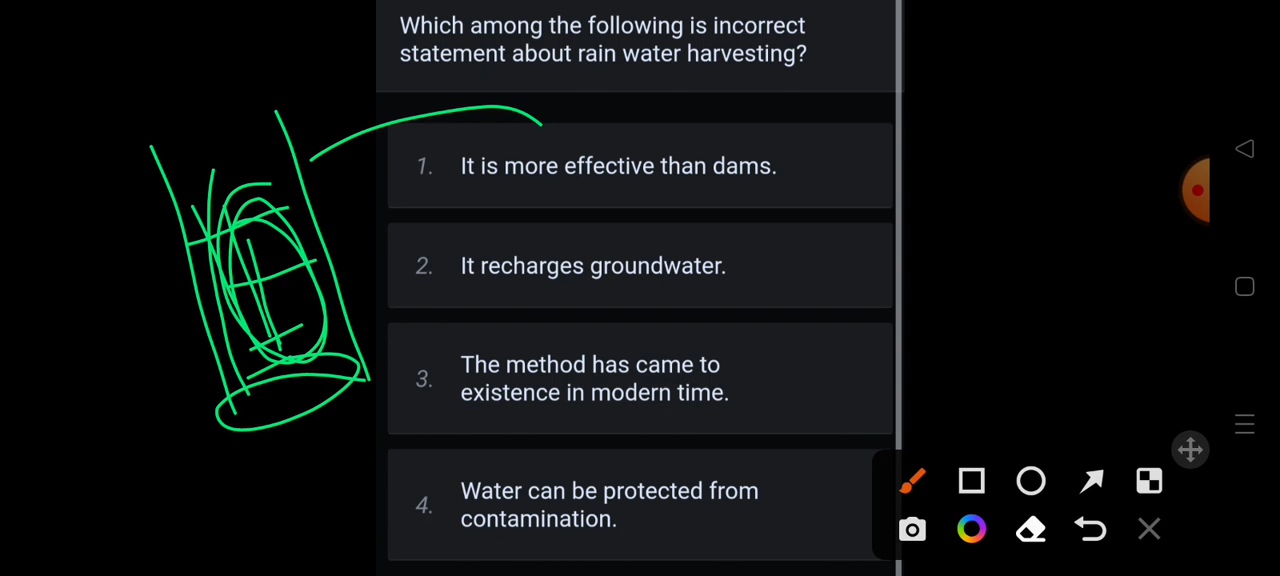 Which among the following is incorrect
statement about rain water harvesting?
1. It is more effective than dams.
2. It recharges groundwater.
3. The method has came to
existence in modern time.
4. Water can be protected from
contamination.